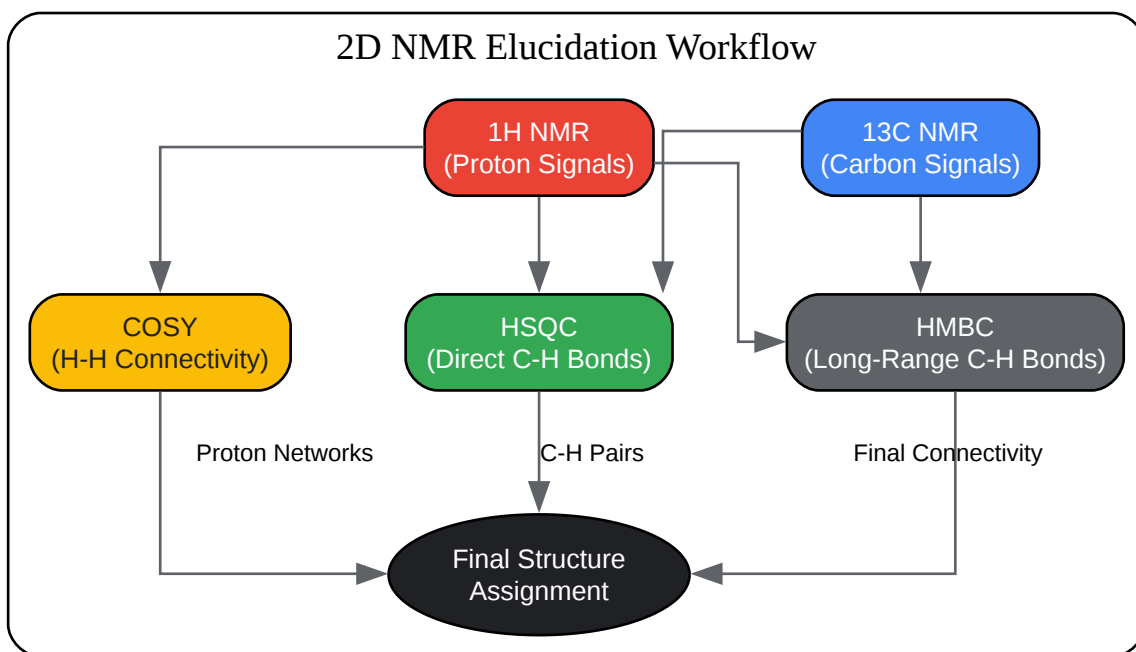 2D NMR Elucidation Workflow
1H NMR
(Proton Signals)
13C NMR
(Carbon Signals)
COSY
(H-H Connectivity)
HSQC
(Direct C-H Bonds)
HMBC
(Long-Range C-H Bonds)
Proton Networks
C-H Pairs
Final Connectivity
Final Structure
Assignment